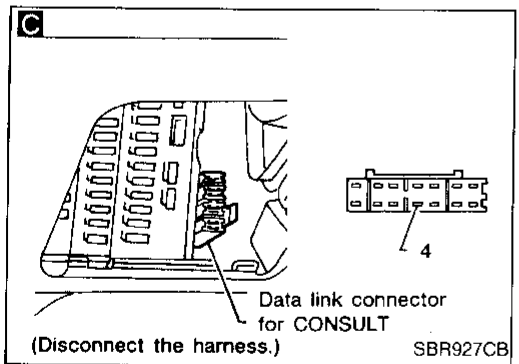 C
4
Data link connector
for CONSULT
(Disconnect the harness.)
SBR927CB